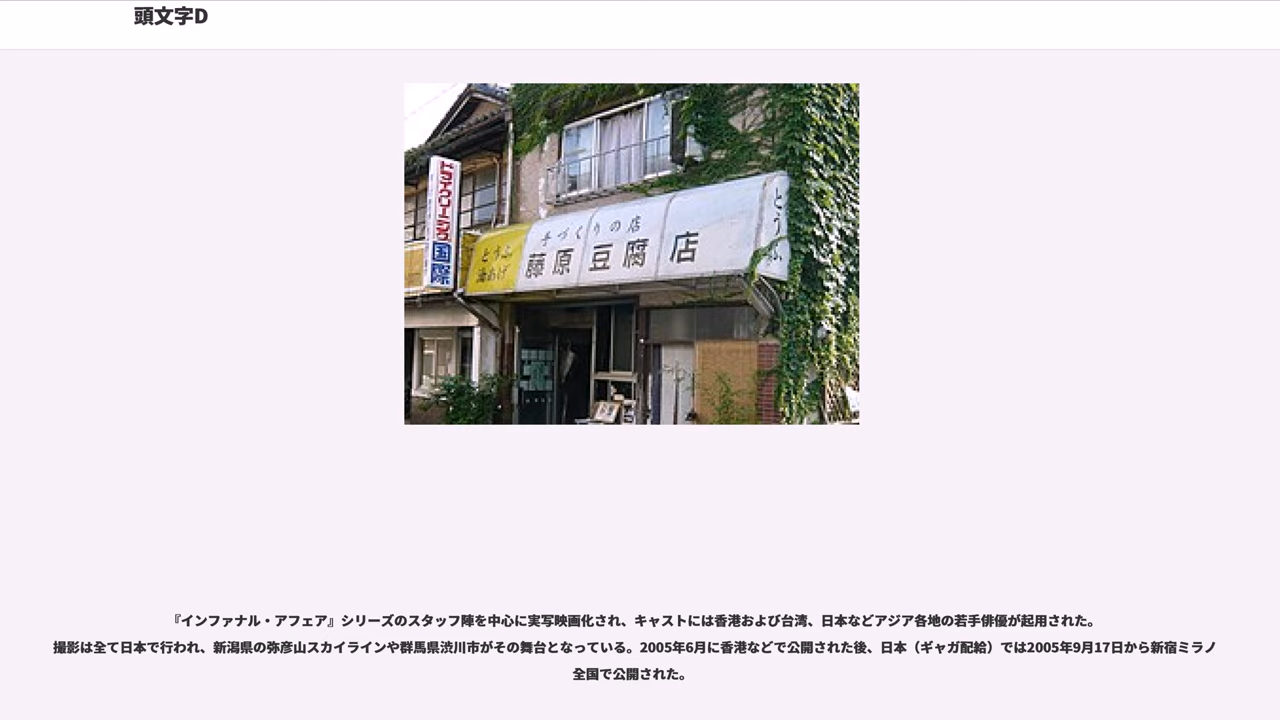 頭文字D
ドライクリーニング 国際
手づくりの店
とうふ
油あげ
藤原豆腐店
とうふ
『インファナル・アフェア』シリーズのスタッフ陣を中心に実写映画化され、キャストには香港および台湾、日本などアジア各地の若手俳優が起用された。
撮影は全て日本で行われ、新潟県の弥彦山スカイラインや群馬県渋川市がその舞台となっている。2005年6月に香港などで公開された後、日本（ギャガ配給）では2005年9月17日から新宿ミラノ
全国で公開された。